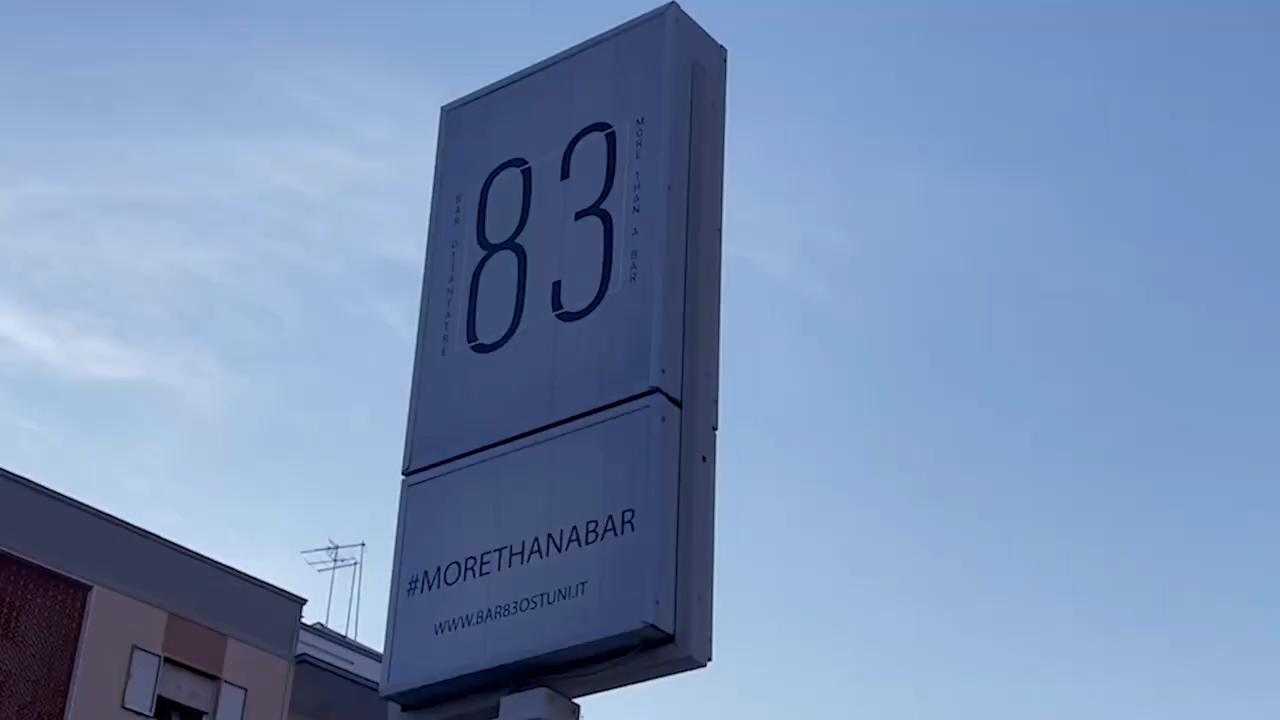 BAR OTTANTATRE
83
MORE THAN A BAR
#MORETHANABAR
WWW.BAR83OSTUNI.IT